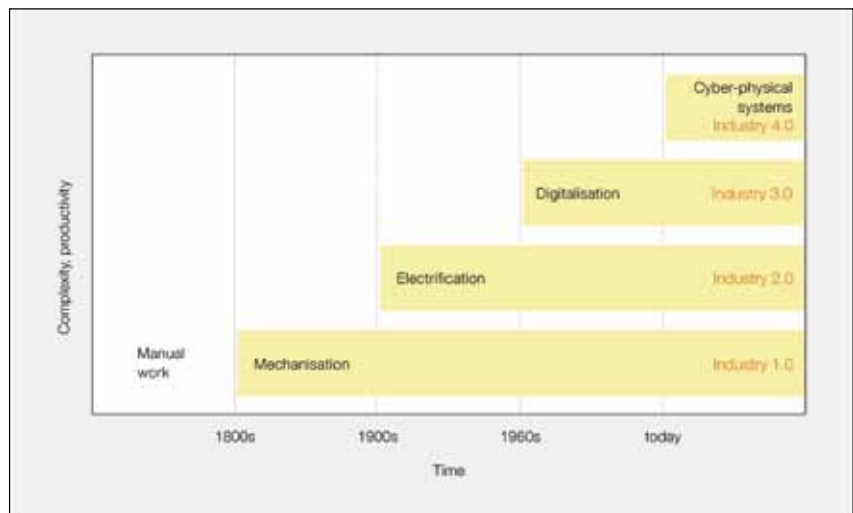 Cyber-physical
systems
Industry 4.0
Digitalisation Industry 3.0
Electrification Industry 2.0
Manual
work
Mechanisation Industry 1.0
Complexity, productivity
1800s 1900s 1960s today
Time